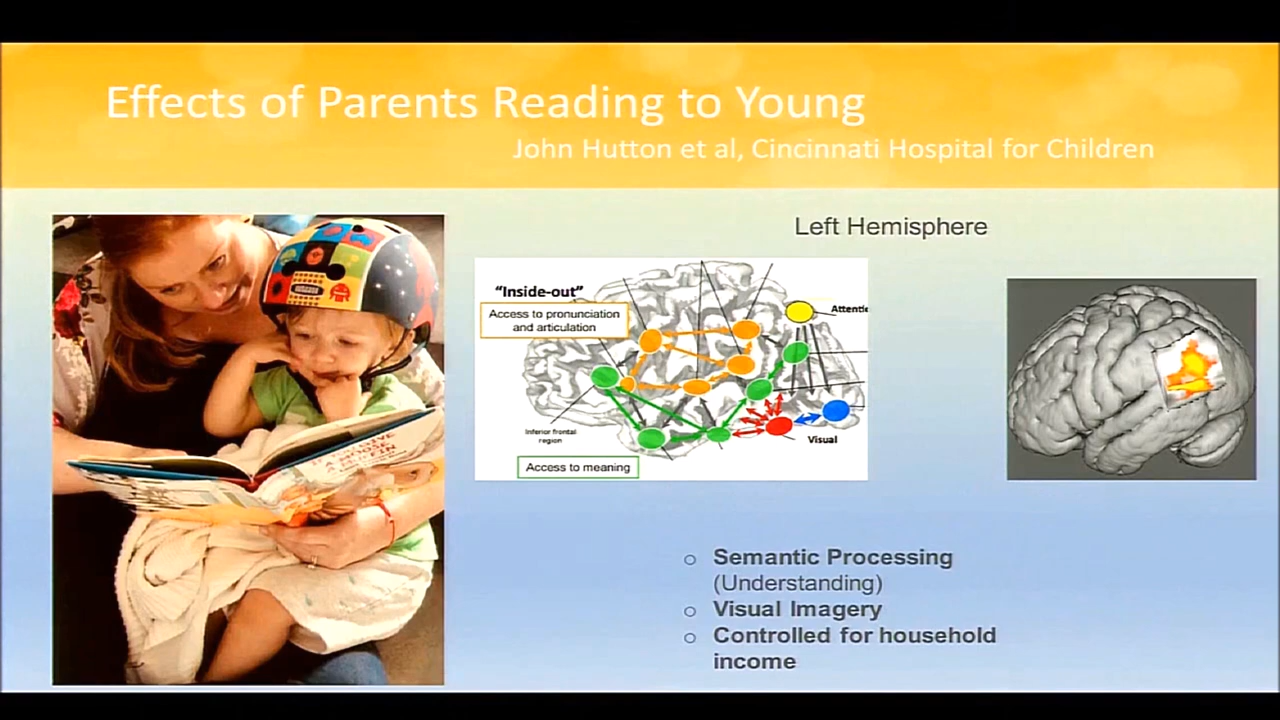 Effects of Parents Reading to Young
John Hutton et al, Cincinnati Hospital for Children
Left Hemisphere
"Inside-out"
Access to pronunciation
and articulation
Inferior frontal
region
Access to meaning
Visual
GIVE
A MOOSE
o Semantic Processing
(Understanding)
o Visual Imagery
o Controlled for household
income